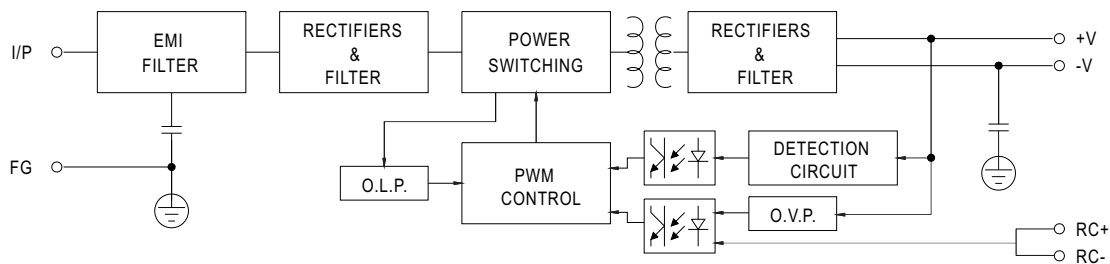 I/P
EMI
FILTER
RECTIFIERS
&
FILTER
POWER
SWITCHING
RECTIFIERS
&
FILTER
+V
-V
FG
O.L.P.
PWM
CONTROL
DETECTION
CIRCUIT
O.V.P.
RC+
RC-